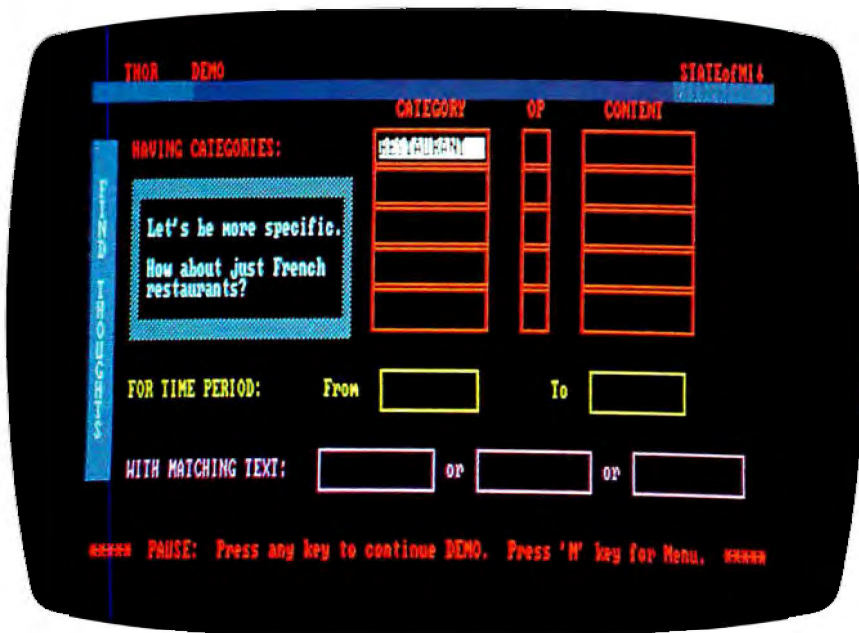 THOR DEMO STATEofMI↓
CATEGORY OP CONTENT
HAVING CATEGORIES: RESTAURANT
FIND THOUGHTS
Let's be more specific.
How about just French
restaurants?
FOR TIME PERIOD: From To
WITH MATCHING TEXT: or or
***** PAUSE: Press any key to continue DEMO. Press 'M' key for Menu. *****